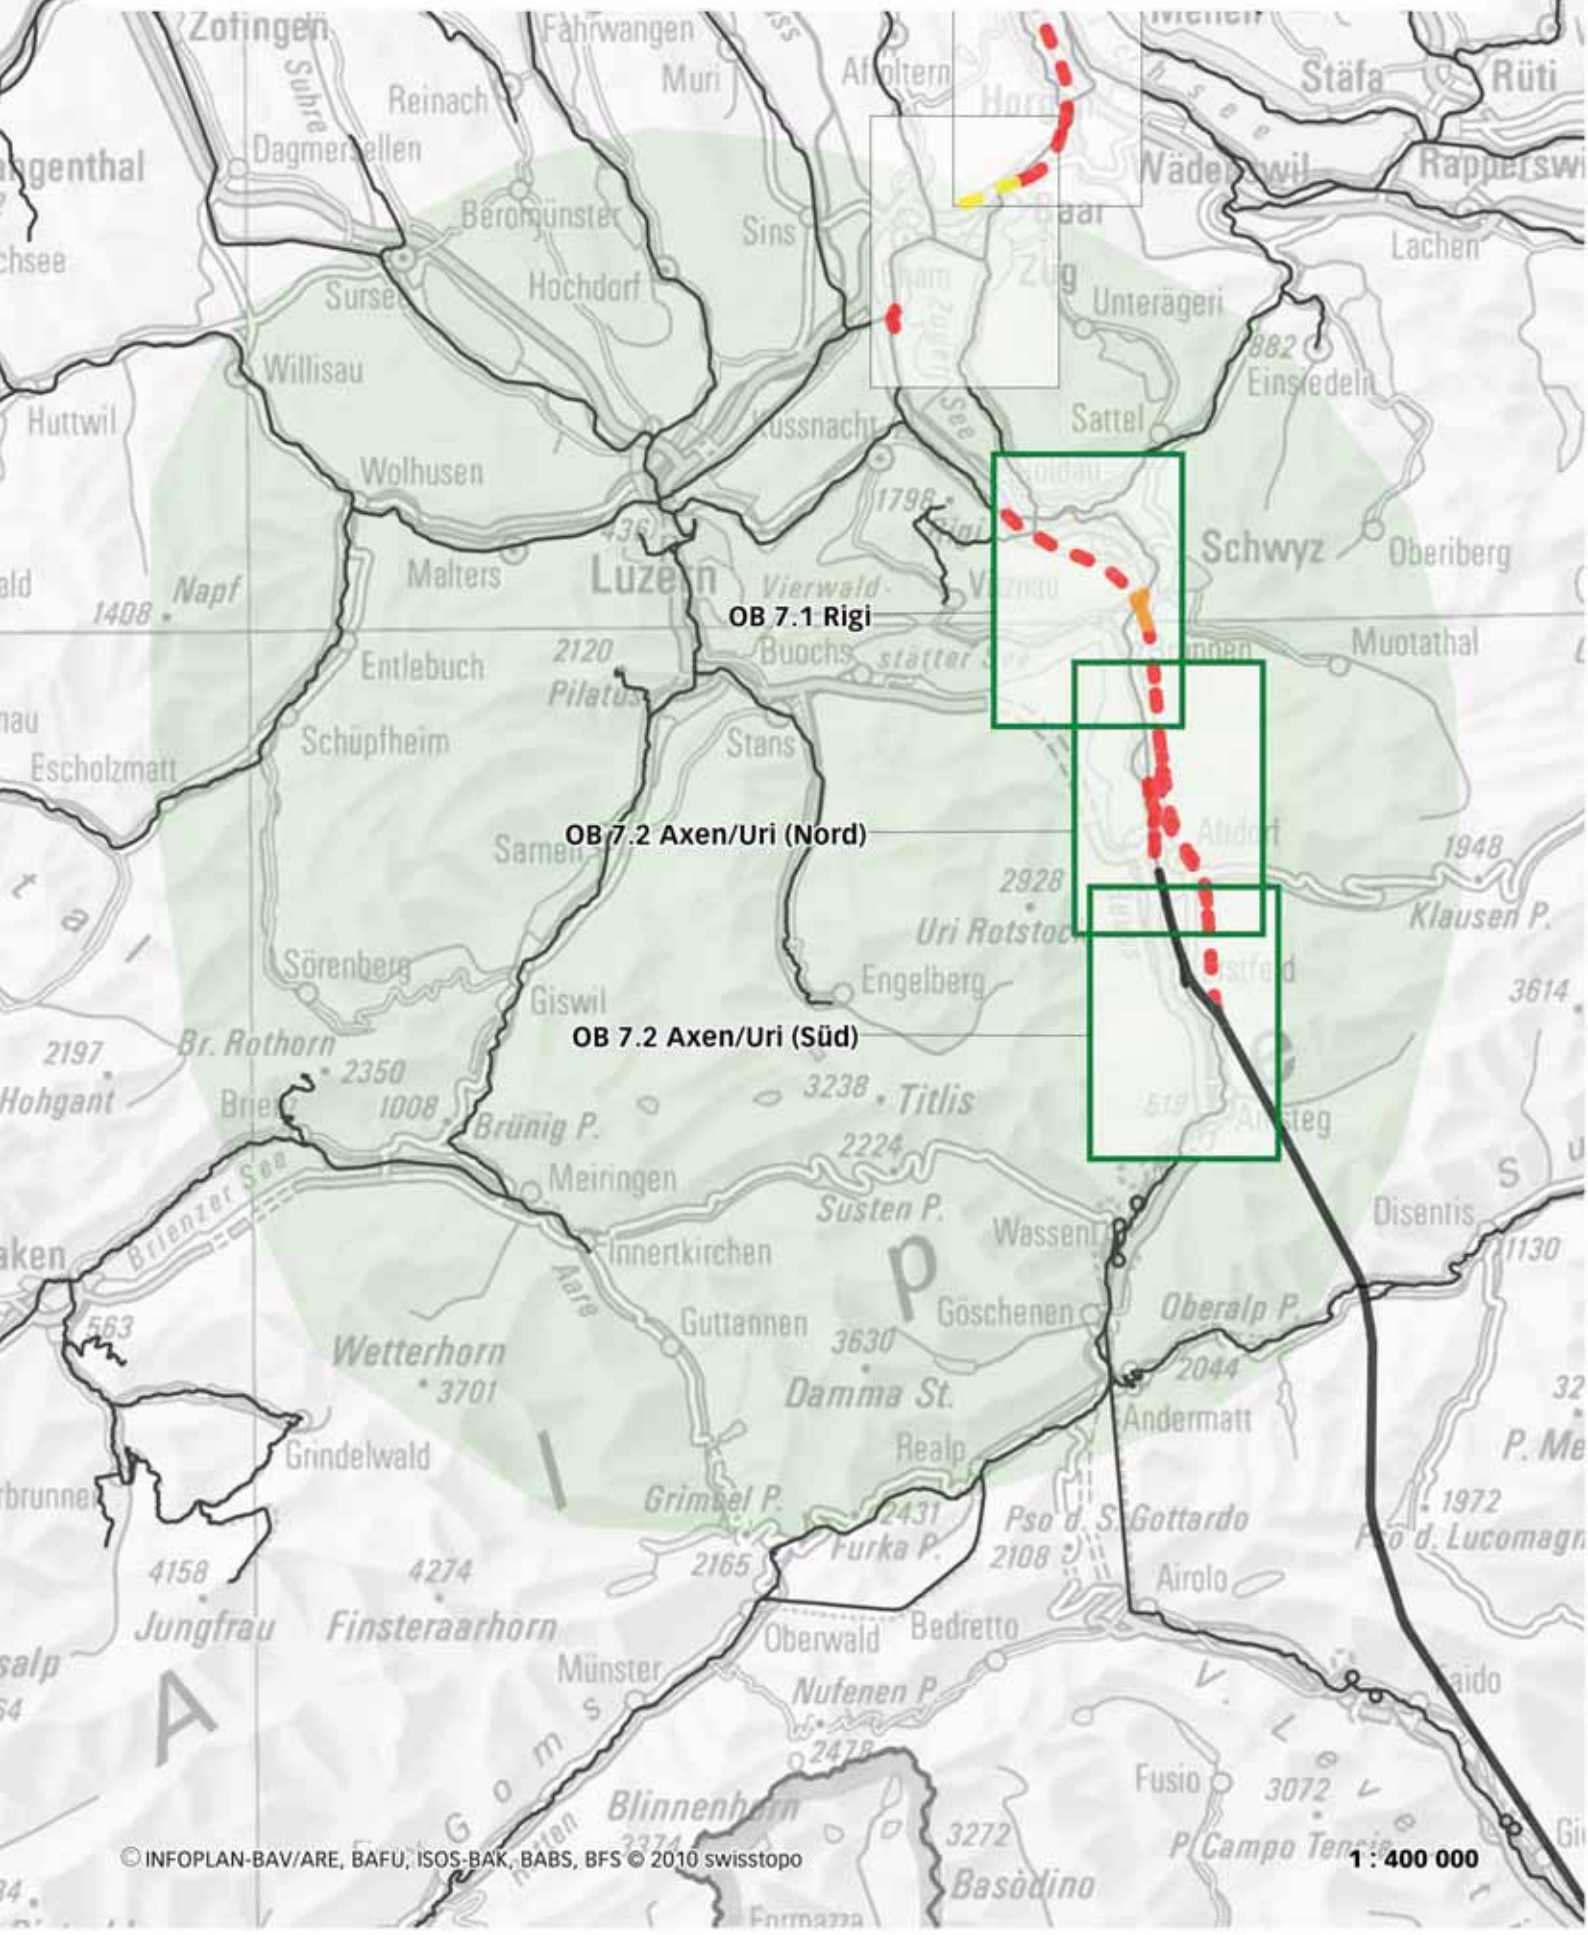 Zofingen
Fahrwangen
Suhre
Reinach
Muri
Affoltern
Stäfa
Rüti
Horgen
Dagmersellen
Wädenswil
Beromünster
Sins
Baar
Lachen
Sursee
Hochdorf
Zug
Unterägeri
Willisau
882
Einsiedeln
Huttwil
Küssnacht
See
Sattel
Wolhusen
1798
Rigi
436
Schwyz
Oberiberg
Malters
Luzern
Napf
1408
Vierwald-
Vitznau
OB 7.1 Rigi
Entlebuch
2120
Pilatus
Buochs
stätter See
Muotathal
Schüpfheim
Stans
Escholzmatt
Sarnen
OB 7.2 Axen/Uri (Nord)
Altdorf
1948
2928
Uri Rotstock
Klausen P.
Sörenberg
Engelberg
Giswil
3614
OB 7.2 Axen/Uri (Süd)
Br. Rothorn
2197
2350
Hohgant
1008
Brünig P.
3238
Titlis
519
Amsteg
2224
Brienzer See
Meiringen
Susten P.
Wassen
Disentis
1130
Innertkirchen
Aare
p
563
Guttannen
Göschenen
Oberalp P.
3630
Wetterhorn
3701
Damma St.
2044
Andermatt
Grindelwald
l
Realp
Grimsel P.
2431
Furka P.
Pso d. S. Gottardo
1972
2165
2108
4158
4274
Airolo
Jungfrau
Finsteraarhorn
Oberwald
Bedretto
Münster
Nufenen P.
2478
A
G o m s
Blinnenhorn
3374
Fusio
3072
3272
P. Campo Tencia
© INFOPLAN-BAV/ARE, BAFU, ISOS-BAK, BABS, BFS © 2010 swisstopo
1 : 400 000
Basòdino
Formazza